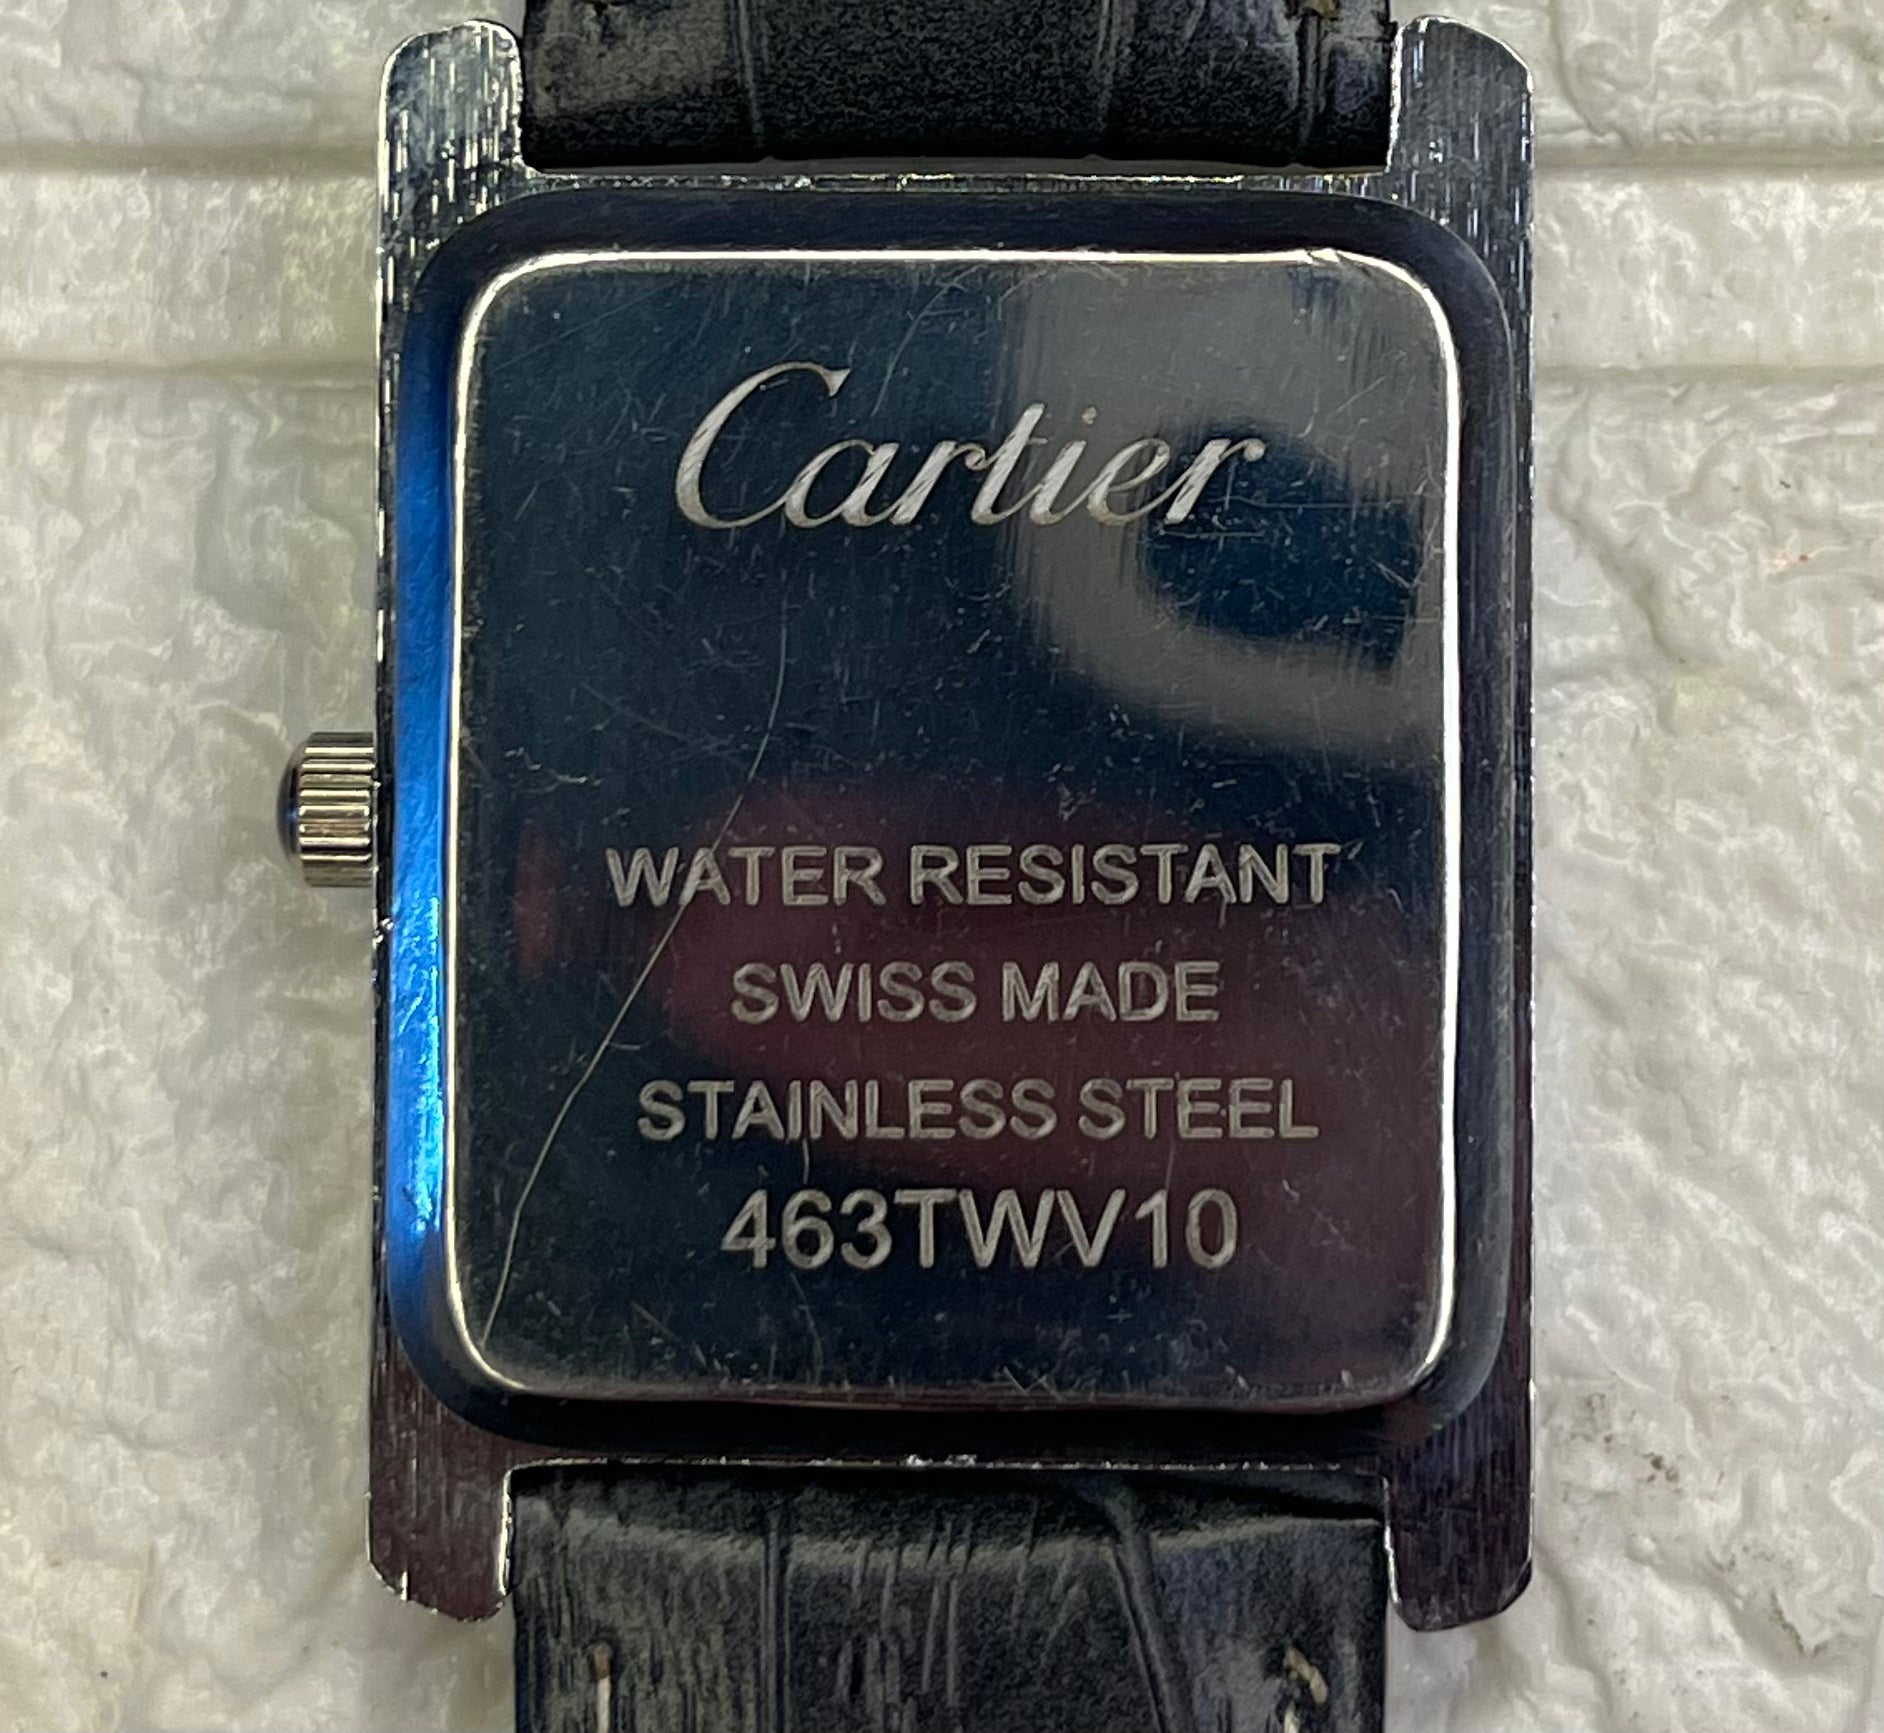 Cartier
WATER RESISTANT
SWISS MADE
STAINLESS STEEL
463TWV10